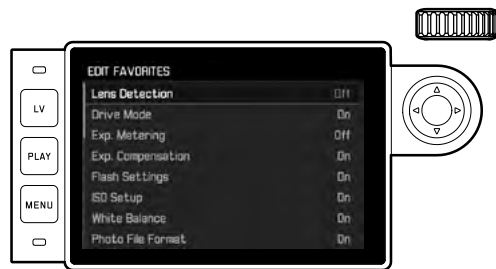 EDIT FAVORITES
Lens Detection Off
Drive Mode On
Exp. Metering Off
Exp. Compensation On
Flash Settings On
ISO Setup On
White Balance On
Photo File Format On
LV
PLAY
MENU